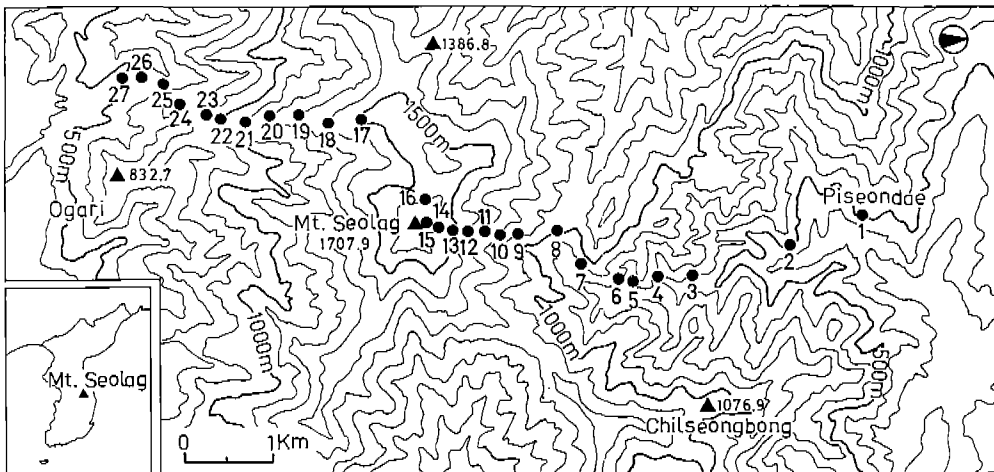 1386.8
26
27
25
24
23
22
21
20
19
18
17
1500m
1000m
500m
832.7
Ogari
16
14
Mt. Seolag
1707.9
15
13
12
11
10
9
8
7
6
5
4
3
2
1
Piseondae
1000m
1000m
500m
1076.9
Chilseongbong
Mt. Seolag
0 1Km